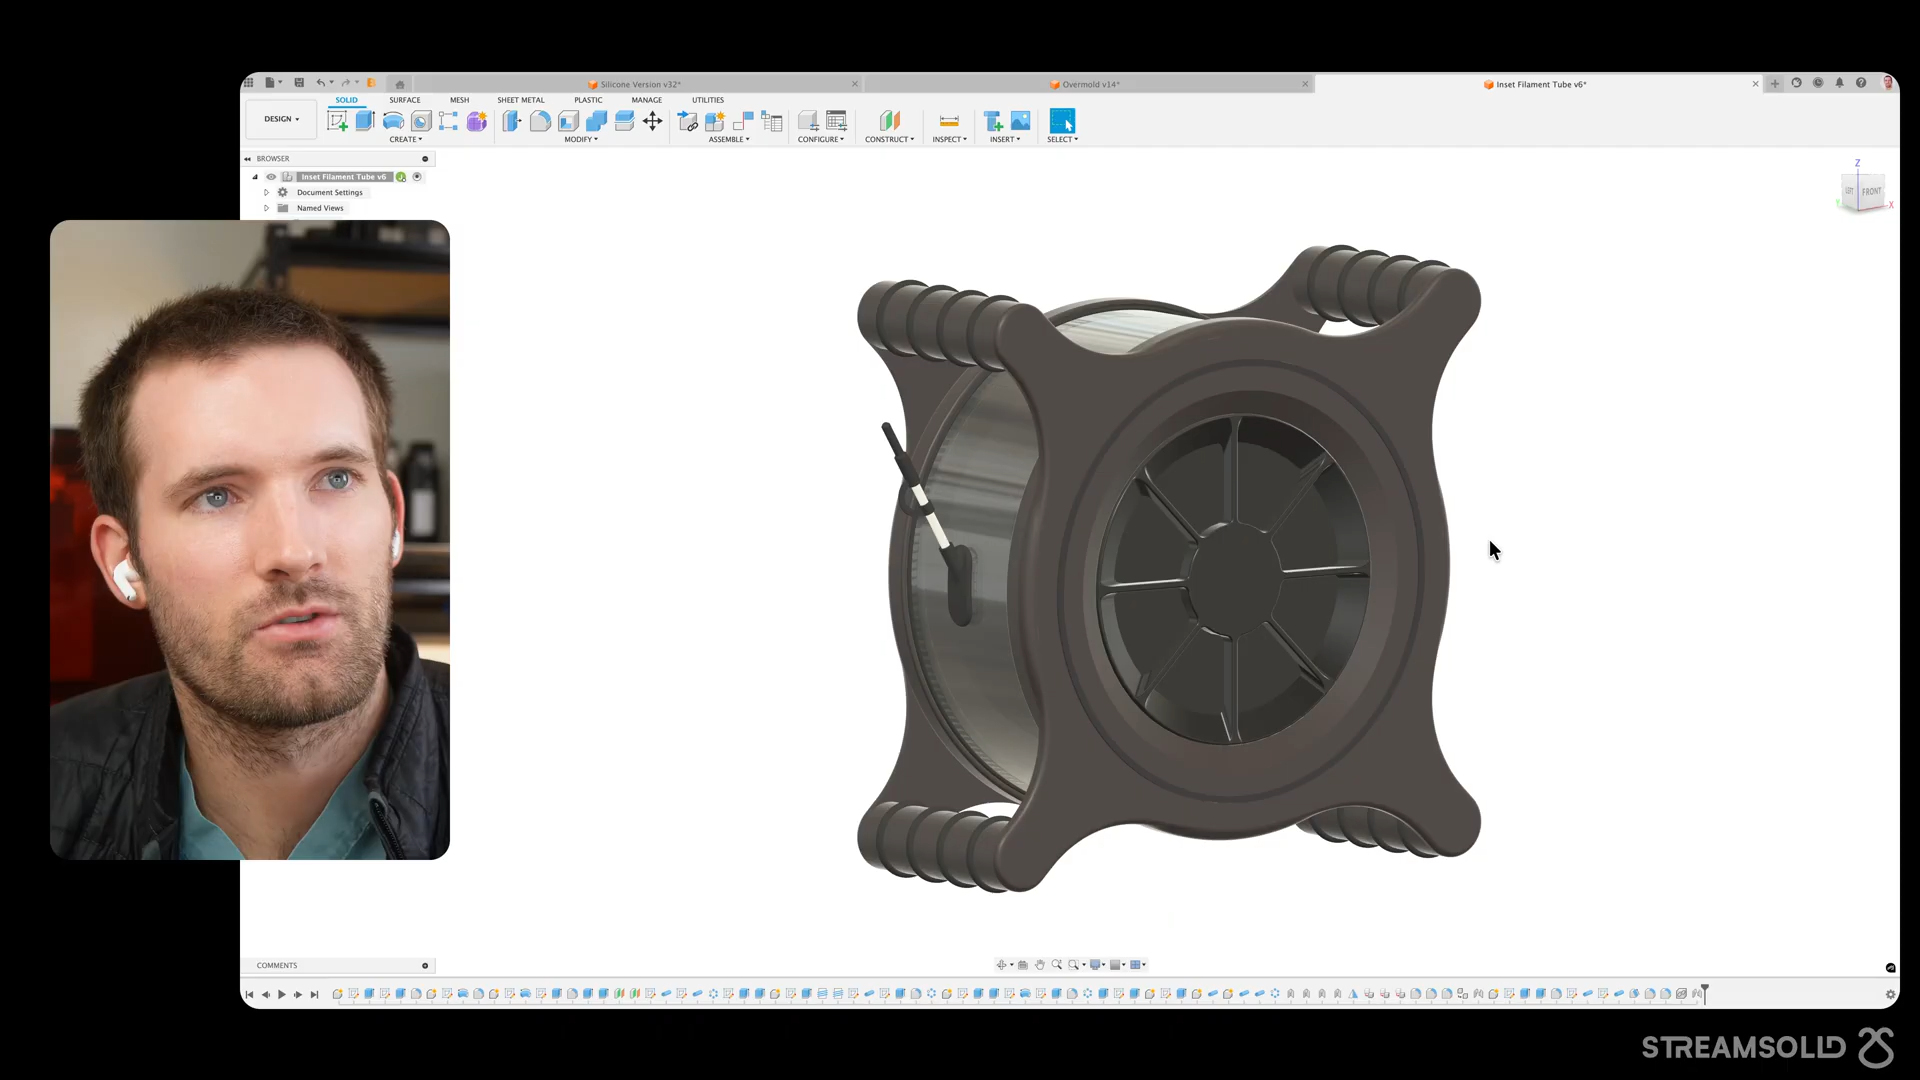 Silicone Version v32*
Overmold v14*
Inset Filament Tube v6*
SOLID
SURFACE
MESH
SHEET METAL
PLASTIC
MANAGE
UTILITIES
DESIGN
CREATE
MODIFY
ASSEMBLE
CONFIGURE
CONSTRUCT
INSPECT
INSERT
SELECT
BROWSER
Inset Filament Tube v6
Document Settings
Named Views
Z
LEFT
FRONT
X
Y
COMMENTS
STREAMSOLID